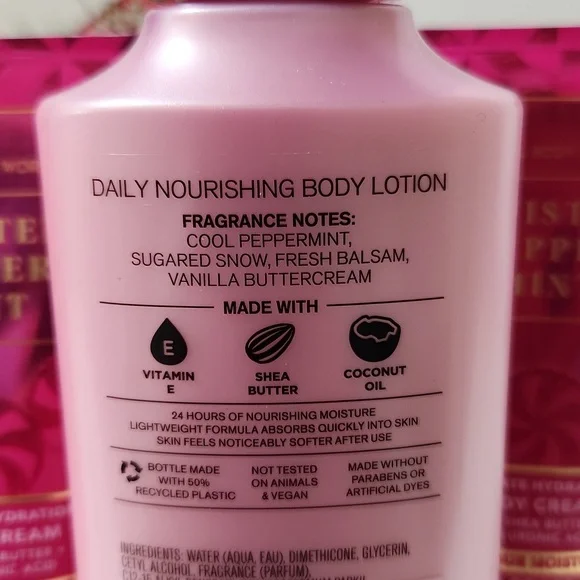 DAILY NOURISHING BODY LOTION
FRAGRANCE NOTES:
COOL PEPPERMINT,
SUGARED SNOW, FRESH BALSAM,
VANILLA BUTTERCREAM
MADE WITH
E
VITAMIN
E
SHEA
BUTTER
COCONUT
OIL
24 HOURS OF NOURISHING MOISTURE
LIGHTWEIGHT FORMULA ABSORBS QUICKLY INTO SKIN
SKIN FEELS NOTICEABLY SOFTER AFTER USE
BOTTLE MADE
WITH 50%
RECYCLED PLASTIC
NOT TESTED
ON ANIMALS
& VEGAN
MADE WITHOUT
PARABENS OR
ARTIFICIAL DYES
INGREDIENTS: WATER (AQUA, EAU), DIMETHICONE, GLYCERIN,
CETYL ALCOHOL, FRAGRANCE (PARFUM),